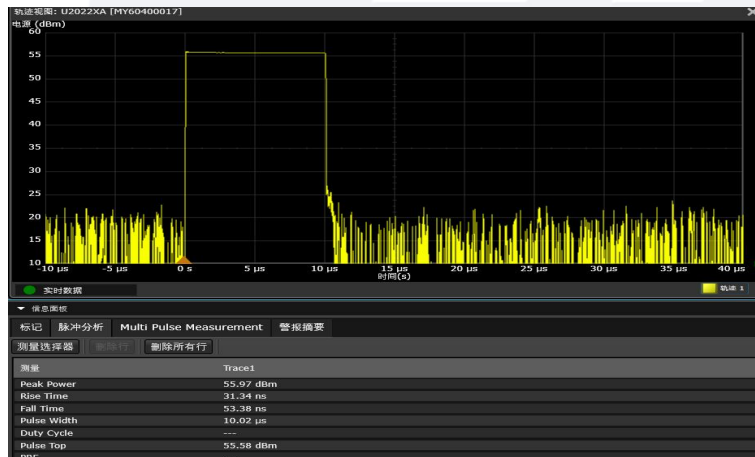 轨迹视图: U2022XA [MY60400017]
电源 (dBm)
60
55
50
45
40
35
30
25
20
15
10
-10 µs -5 µs 0 s 5 µs 10 µs 15 µs 20 µs 25 µs 30 µs 35 µs 40 µs
时间(s)
实时数据 轨迹 1
信息面板
标记 脉冲分析 Multi Pulse Measurement 警报摘要
测量选择器 删除行 删除所有行
测量 Trace1
Peak Power 55.97 dBm
Rise Time 31.34 ns
Fall Time 53.38 ns
Pulse Width 10.02 µs
Duty Cycle ---
Pulse Top 55.58 dBm